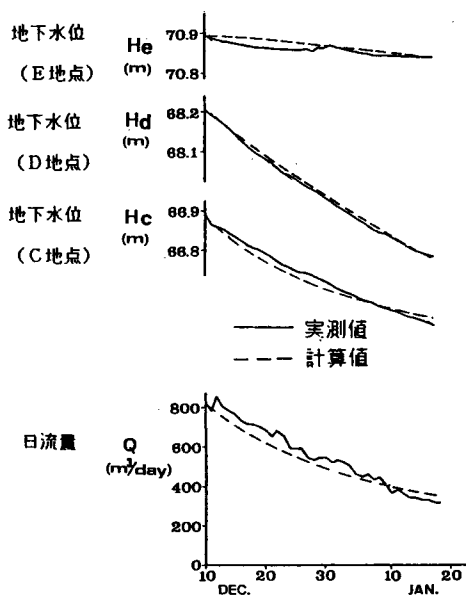 地下水位 He 70.9
（E地点） (m) 70.8
地下水位 Hd 68.2
（D地点） (m) 68.1
地下水位 Hc 66.9
（C地点） (m) 66.8
実測値
計算値
日流量 Q
(m³/day)
800
600
400
200
0
10 20 30 10 20
DEC. JAN.